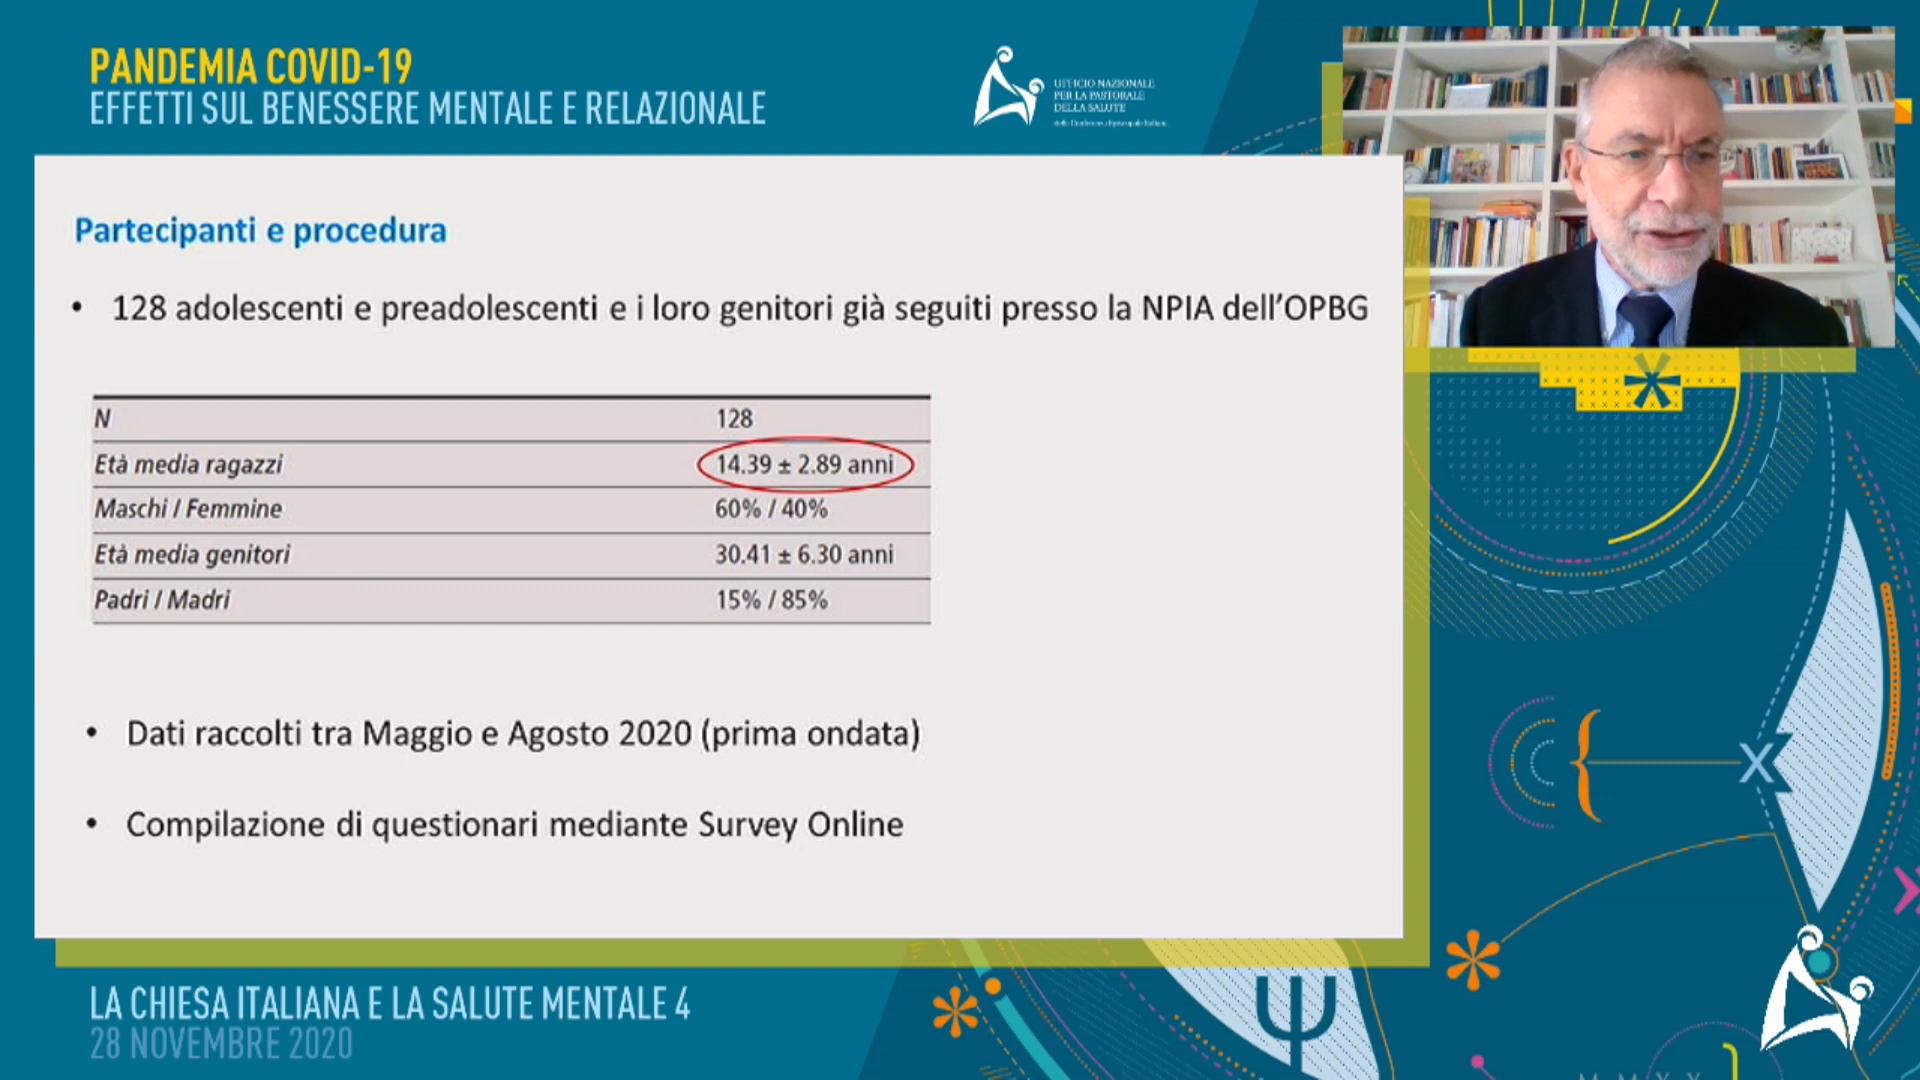 PANDEMIA COVID-19
EFFETTI SUL BENESSERE MENTALE E RELAZIONALE
UFFICIO NAZIONALE
PER LA PASTORALE
DELLA SALUTE
della Conferenza Episcopale Italiana
Partecipanti e procedura
• 128 adolescenti e preadolescenti e i loro genitori già seguiti presso la NPIA dell'OPBG
N 128
Età media ragazzi 14.39 ± 2.89 anni
Maschi / Femmine 60% / 40%
Età media genitori 30.41 ± 6.30 anni
Padri / Madri 15% / 85%
• Dati raccolti tra Maggio e Agosto 2020 (prima ondata)
• Compilazione di questionari mediante Survey Online
LA CHIESA ITALIANA E LA SALUTE MENTALE 4
28 NOVEMBRE 2020